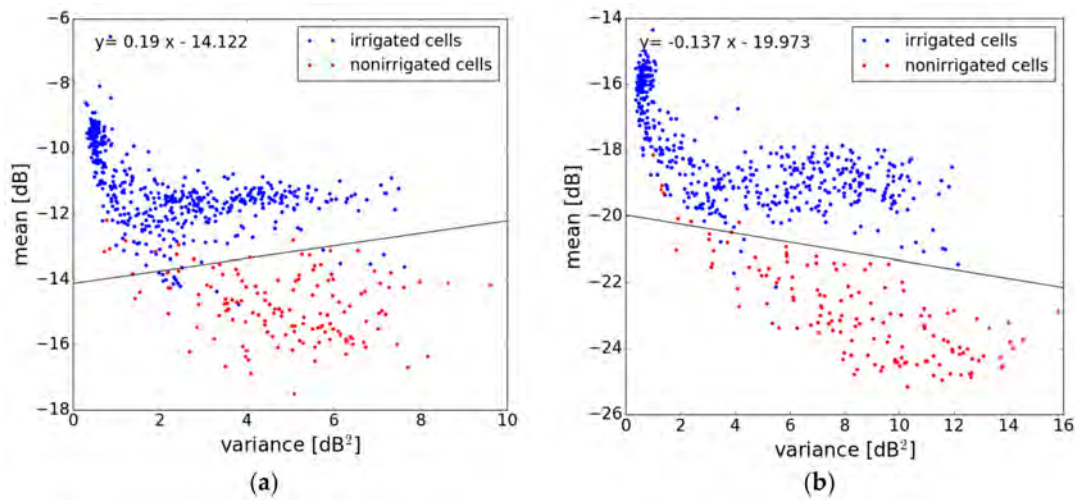 y= 0.19 x - 14.122
irrigated cells
nonirrigated cells
−6
−8
−10
−12
−14
−16
−18
mean [dB]
0 2 4 6 8 10
variance [dB²]
(a)
y= -0.137 x - 19.973
irrigated cells
nonirrigated cells
−14
−16
−18
−20
−22
−24
−26
mean [dB]
0 2 4 6 8 10 12 14 16
variance [dB²]
(b)